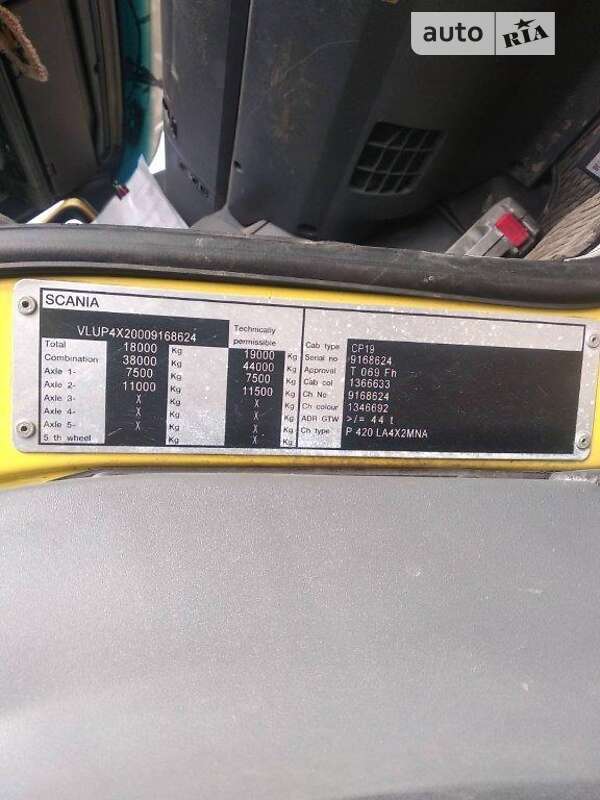 auto RIA
SCANIA
VLUP4X20009168624
Technically permissible
Total 18000 Kg 19000 Kg
Combination 38000 Kg 44000 Kg
Axle 1- 7500 Kg 7500 Kg
Axle 2- 11000 Kg 11500 Kg
Axle 3- X Kg X Kg
Axle 4- X Kg X Kg
Axle 5- X Kg X Kg
5 th wheel X Kg X Kg
Cab type CP19
Serial no 9168624
Approval T 069 Fh
Cab col 1366633
Ch No 9168624
Ch colour 1346692
ADR GTW >/= 44 t
Ch type P 420 LA4X2MNA